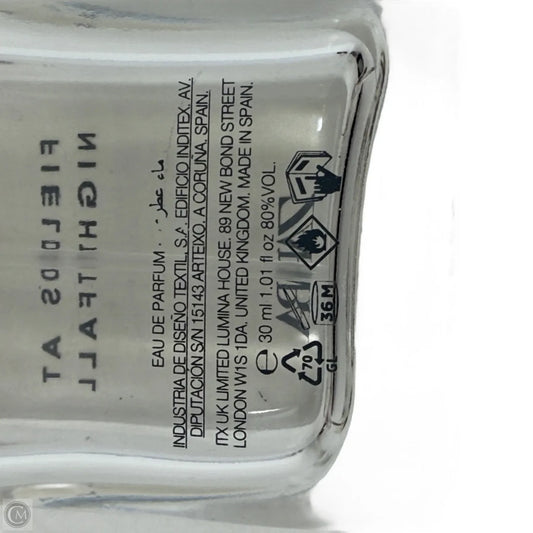 FIELDS AT
NIGHTFALL
EAU DE PARFUM · ماء عطر -
INDUSTRIA DE DISEÑO TEXTIL, S.A. EDIFICIO INDITEX, AV.
DIPUTACIÓN S/N 15143 ARTEIXO, A CORUÑA, SPAIN.
ITX UK LIMITED LUMINA HOUSE, 89 NEW BOND STREET
LONDON W1S 1DA. UNITED KINGDOM. MADE IN SPAIN.
e 30 ml 1.01 fl oz 80%VOL.
36 M
70
GL
CM